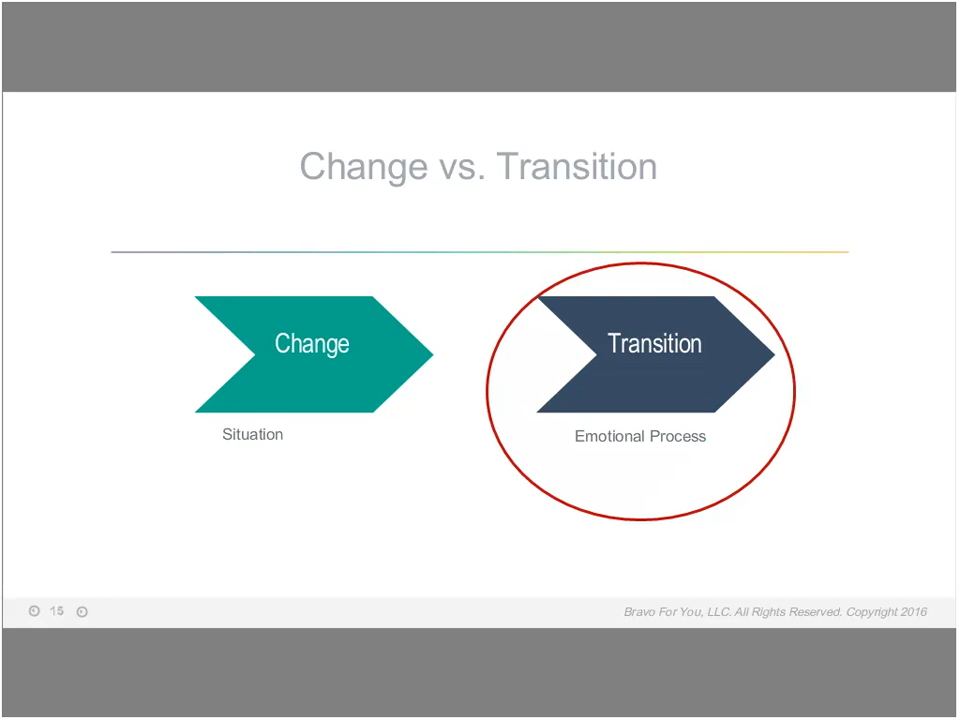 Change vs. Transition
Change
Transition
Situation
Emotional Process
15
Bravo For You, LLC. All Rights Reserved. Copyright 2016